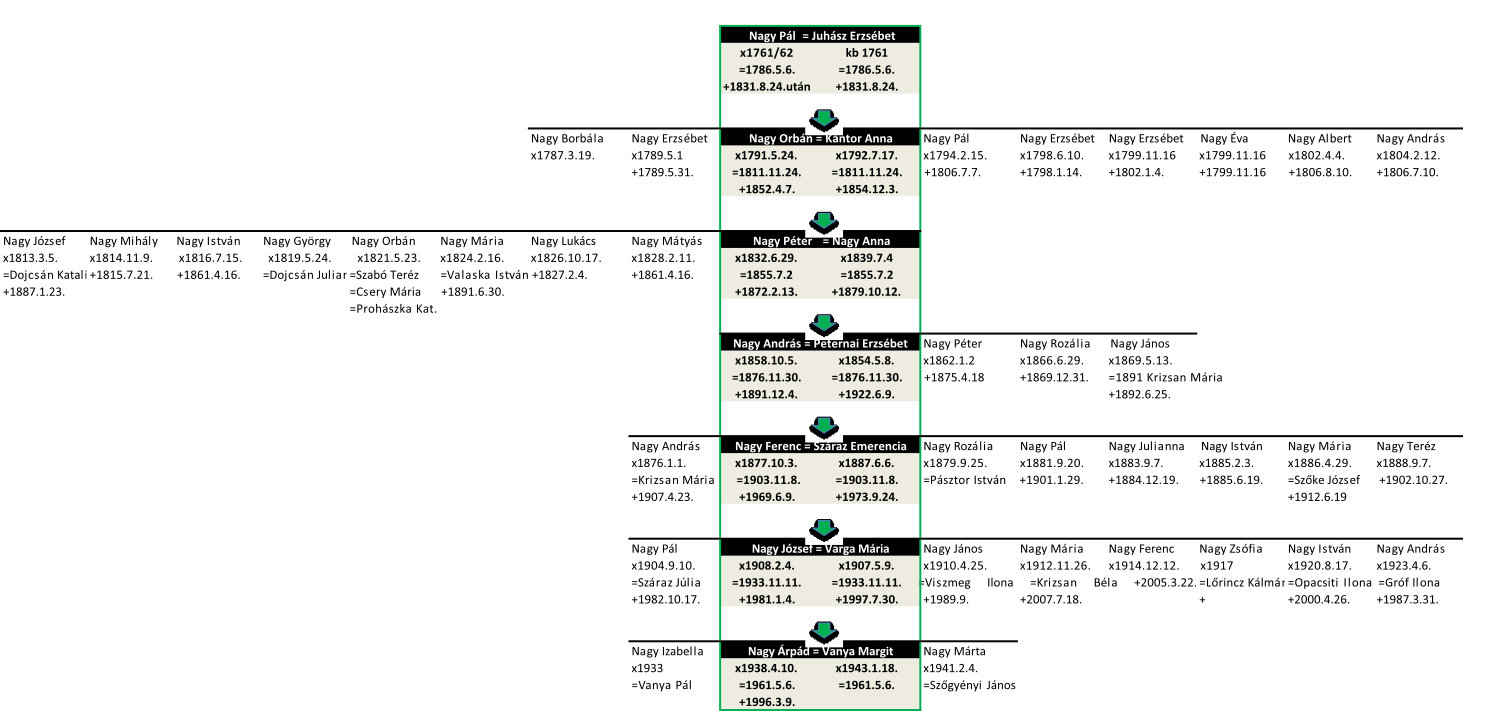 Nagy Pál = Juhász Erzsébet
x1761/62 kb 1761
=1786.5.6. =1786.5.6.
+1831.8.24.után +1831.8.24.
Nagy Borbála Nagy Erzsébet Nagy Orbán = Kántor Anna Nagy Pál Nagy Erzsébet Nagy Erzsébet Nagy Éva Nagy Albert Nagy András
x1787.3.19. x1789.5.1 x1791.5.24. x1792.7.17. x1794.2.15. x1798.6.10. x1799.11.16 x1799.11.16 x1802.4.4. x1804.2.12.
+1789.5.31. =1811.11.24. =1811.11.24. +1806.7.7. +1798.1.14. +1802.1.4. +1799.11.16 +1806.8.10. +1806.7.10.
+1852.4.7. +1854.12.3.
Nagy József Nagy Mihály Nagy István Nagy György Nagy Orbán Nagy Mária Nagy Lukács Nagy Mátyás Nagy Péter = Nagy Anna
x1813.3.5. x1814.11.9. x1816.7.15. x1819.5.24. x1821.5.23. x1824.2.16. x1826.10.17. x1828.2.11. x1832.6.29. x1839.7.4
=Dojcsán Katali +1815.7.21. +1861.4.16. =Dojcsán Juliar =Szabó Teréz =Valaska István +1827.2.4. +1861.4.16. =1855.7.2 =1855.7.2
+1887.1.23. =Csery Mária +1891.6.30. +1872.2.13. +1879.10.12.
=Prohászka Kat.
Nagy András = Péternai Erzsébet Nagy Péter Nagy Rozália Nagy János
x1858.10.5. x1854.5.8. x1862.1.2 x1866.6.29. x1869.5.13.
=1876.11.30. =1876.11.30. +1875.4.18 +1869.12.31. =1891 Krizsan Mária
+1891.12.4. +1922.6.9. +1892.6.25.
Nagy András Nagy Ferenc = Száraz Emerencia Nagy Rozália Nagy Pál Nagy Julianna Nagy István Nagy Mária Nagy Teréz
x1876.1.1. x1877.10.3. x1887.6.6. x1879.9.25. x1881.9.20. x1883.9.7. x1885.2.3. x1886.4.29. x1888.9.7.
=Krizsan Mária =1903.11.8. =1903.11.8. =Pásztor István +1901.1.29. +1884.12.19. +1885.6.19. =Szőke József +1902.10.27.
+1907.4.23. +1969.6.9. +1973.9.24. +1912.6.19
Nagy Pál Nagy József = Varga Mária Nagy János Nagy Mária Nagy Ferenc Nagy Zsófia Nagy István Nagy András
x1904.9.10. x1908.2.4. x1907.5.9. x1910.4.25. x1912.11.26. x1914.12.12. x1917 x1920.8.17. x1923.4.6.
=Száraz Júlia =1933.11.11. =1933.11.11. =Viszmeg Ilona =Krizsan Béla +2005.3.22. =Lőrincz Kálmár =Opacsiti Ilona =Gróf Ilona
+1982.10.17. +1981.1.4. +1997.7.30. +1989.9. +2007.7.18. + +2000.4.26. +1987.3.31.
Nagy Izabella Nagy Árpád = Vanya Margit Nagy Márta
x1933 x1938.4.10. x1943.1.18. x1941.2.4.
=Vanya Pál =1961.5.6. =1961.5.6. =Szőgyényi János
+1996.3.9.